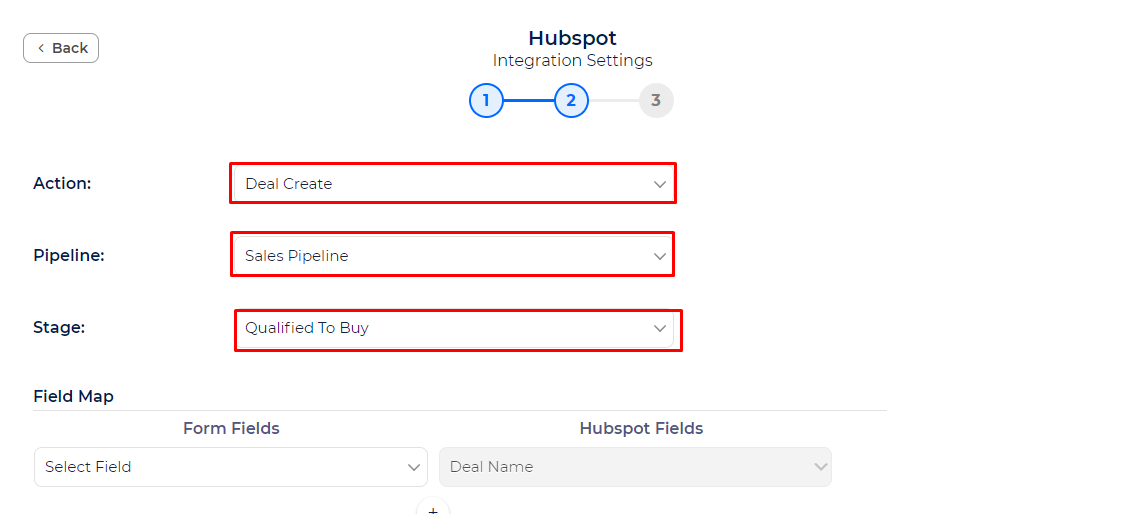 Back
Hubspot
Integration Settings
1 2 3
Action: Deal Create
Pipeline: Sales Pipeline
Stage: Qualified To Buy
Field Map
Form Fields Hubspot Fields
Select Field Deal Name
+